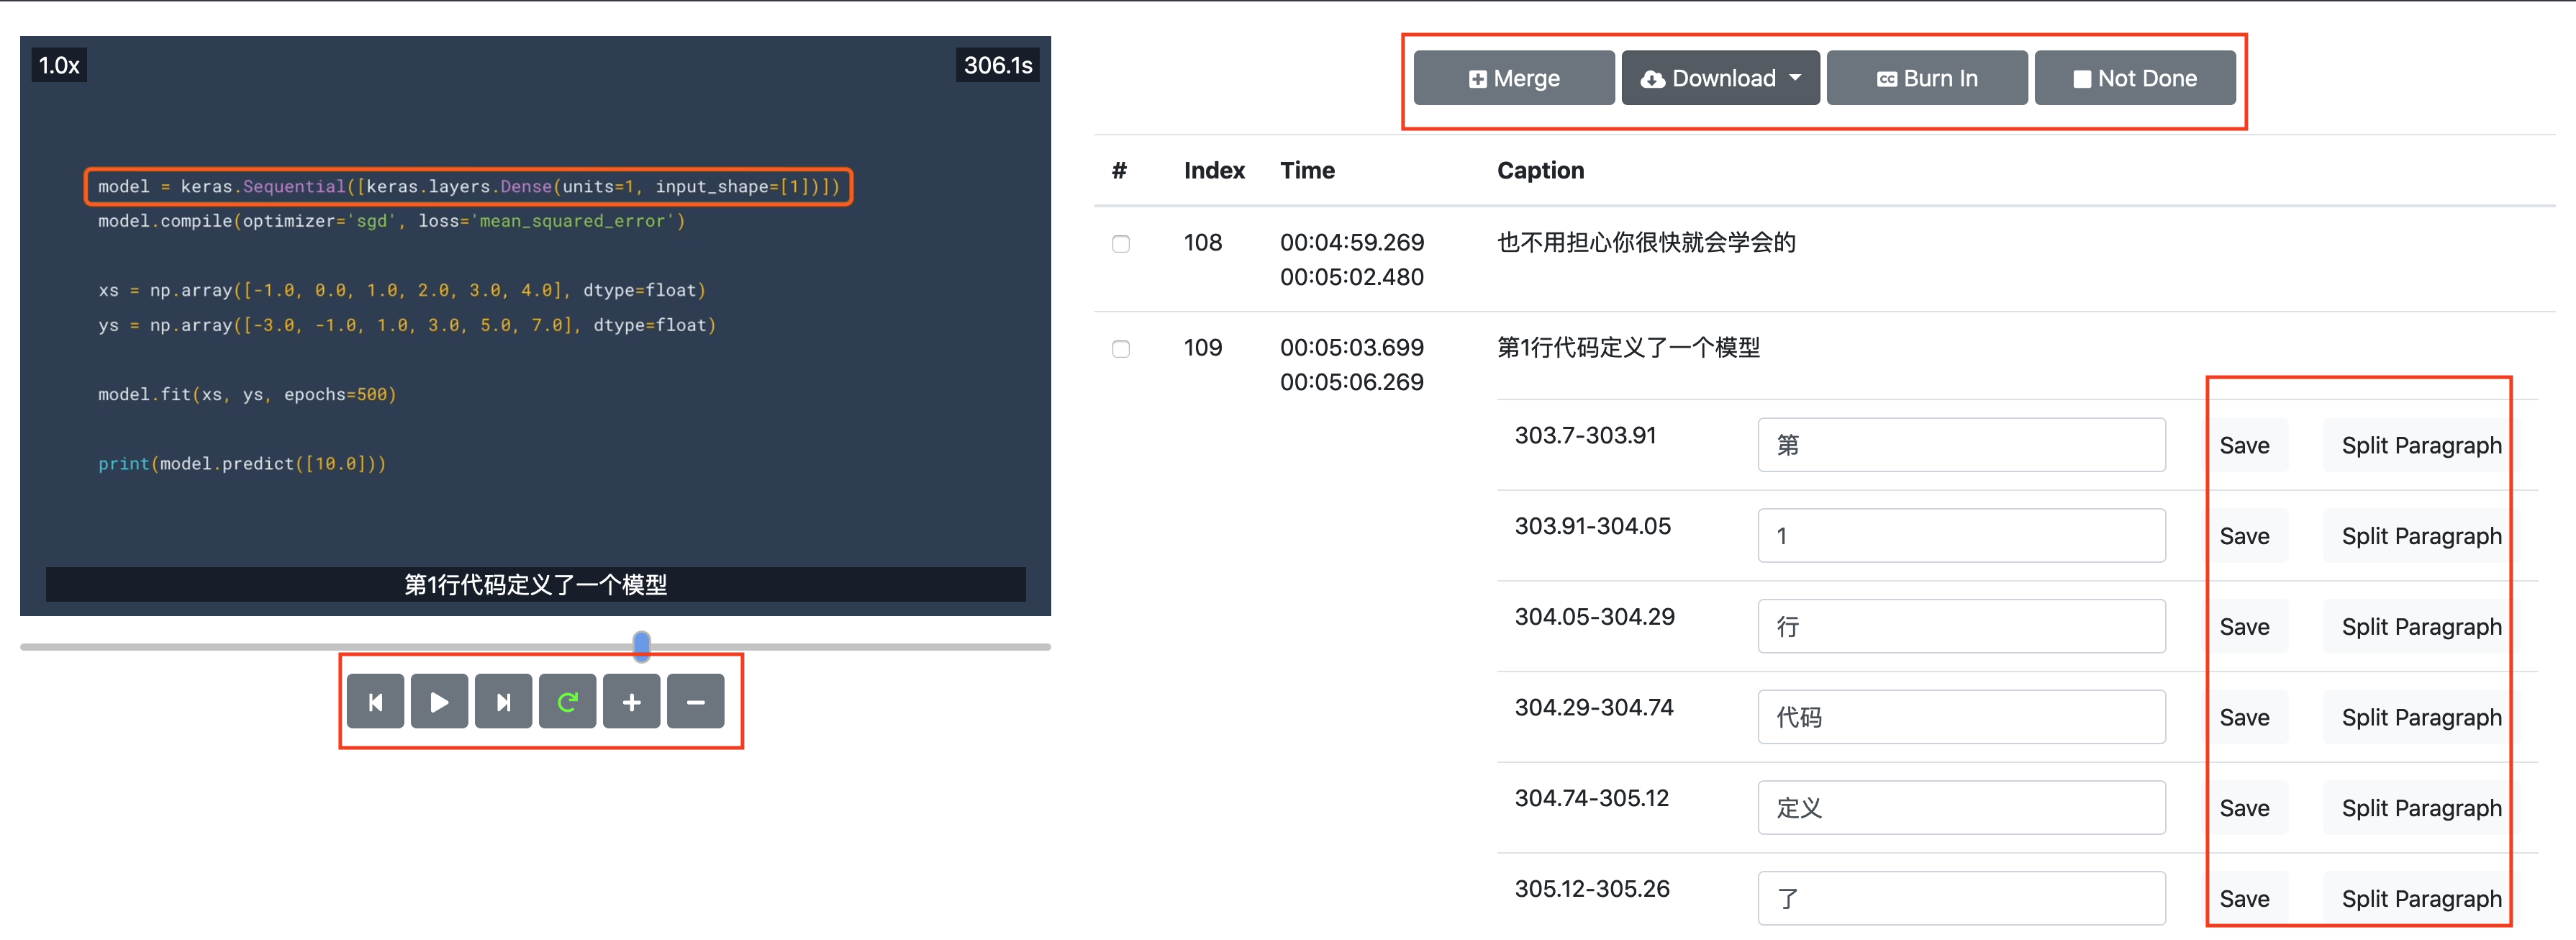 1.0x
306.1s
model = keras.Sequential([keras.layers.Dense(units=1, input_shape=[1])])
model.compile(optimizer='sgd', loss='mean_squared_error')
xs = np.array([-1.0, 0.0, 1.0, 2.0, 3.0, 4.0], dtype=float)
ys = np.array([-3.0, -1.0, 1.0, 3.0, 5.0, 7.0], dtype=float)
model.fit(xs, ys, epochs=500)
print(model.predict([10.0]))
第1行代码定义了一个模型
Merge
Download
CC Burn In
Not Done
# Index Time Caption
108 00:04:59.269 也不用担心你很快就会学会的
00:05:02.480
109 00:05:03.699 第1行代码定义了一个模型
00:05:06.269
303.7-303.91 第 Save Split Paragraph
303.91-304.05 1 Save Split Paragraph
304.05-304.29 行 Save Split Paragraph
304.29-304.74 代码 Save Split Paragraph
304.74-305.12 定义 Save Split Paragraph
305.12-305.26 了 Save Split Paragraph